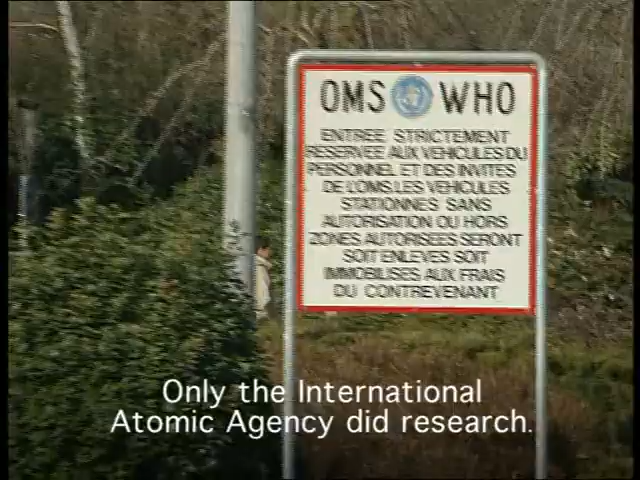 OMS WHO
ENTREE STRICTEMENT
RESERVEE AUX VEHICULES DU
PERSONNEL ET DES INVITES
DE L'OMS.LES VEHICULES
STATIONNES SANS
AUTORISATION OU HORS
ZONES AUTORISEES SERONT
SOIT ENLEVES SOIT
IMMOBILISES AUX FRAIS
DU CONTREVENANT
Only the International
Atomic Agency did research.